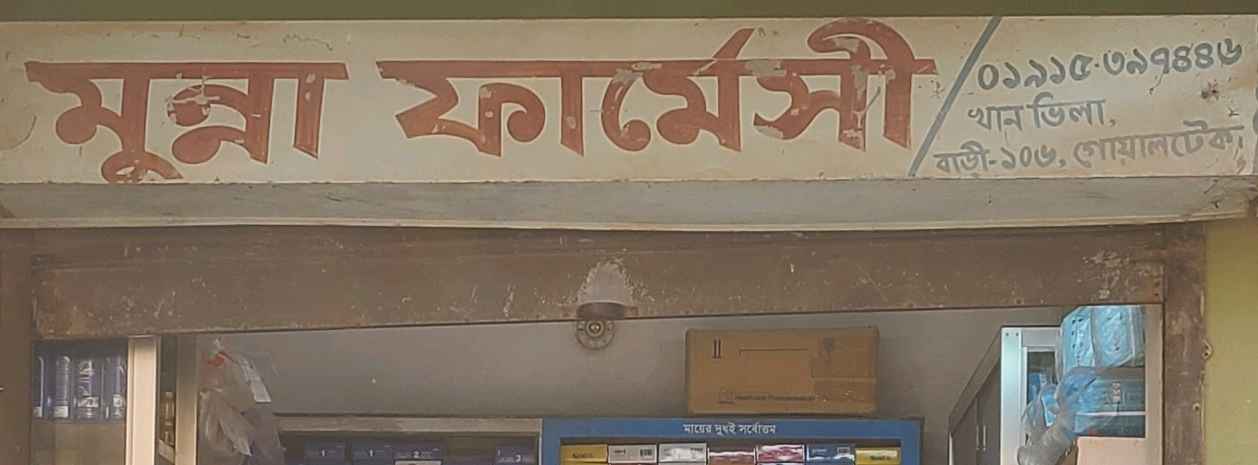 মুন্না ফার্মেসী
০১৯১৫-৩৯৭৪৪৬
খান ভিলা,
বাড়ী-১০৬, গোয়ালটেক,
মায়ের দুধই সর্বোত্তম